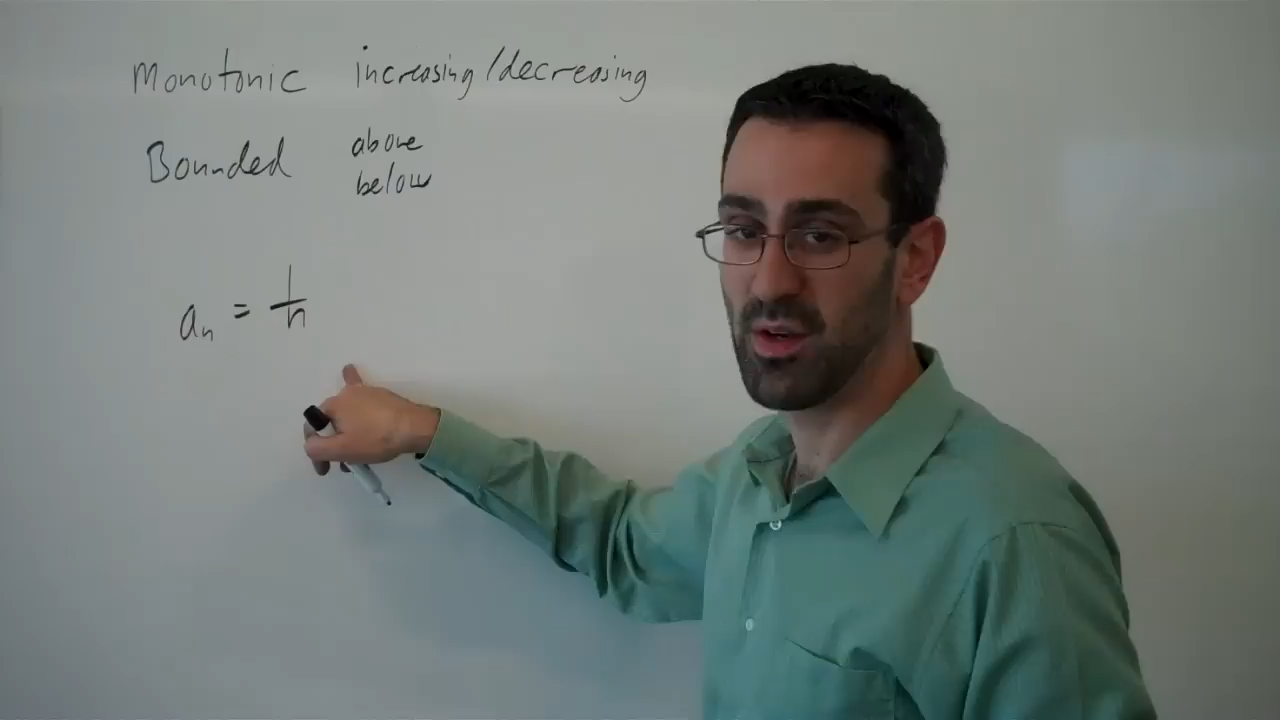 Monotonic increasing/decreasing
Bounded above
below
aₙ = 1/n